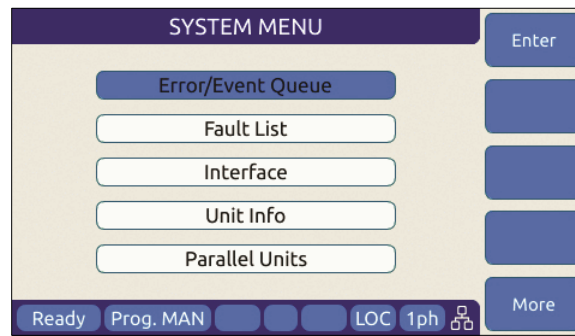 SYSTEM MENU
Enter
Error/Event Queue
Fault List
Interface
Unit Info
Parallel Units
More
Ready Prog. MAN LOC 1ph